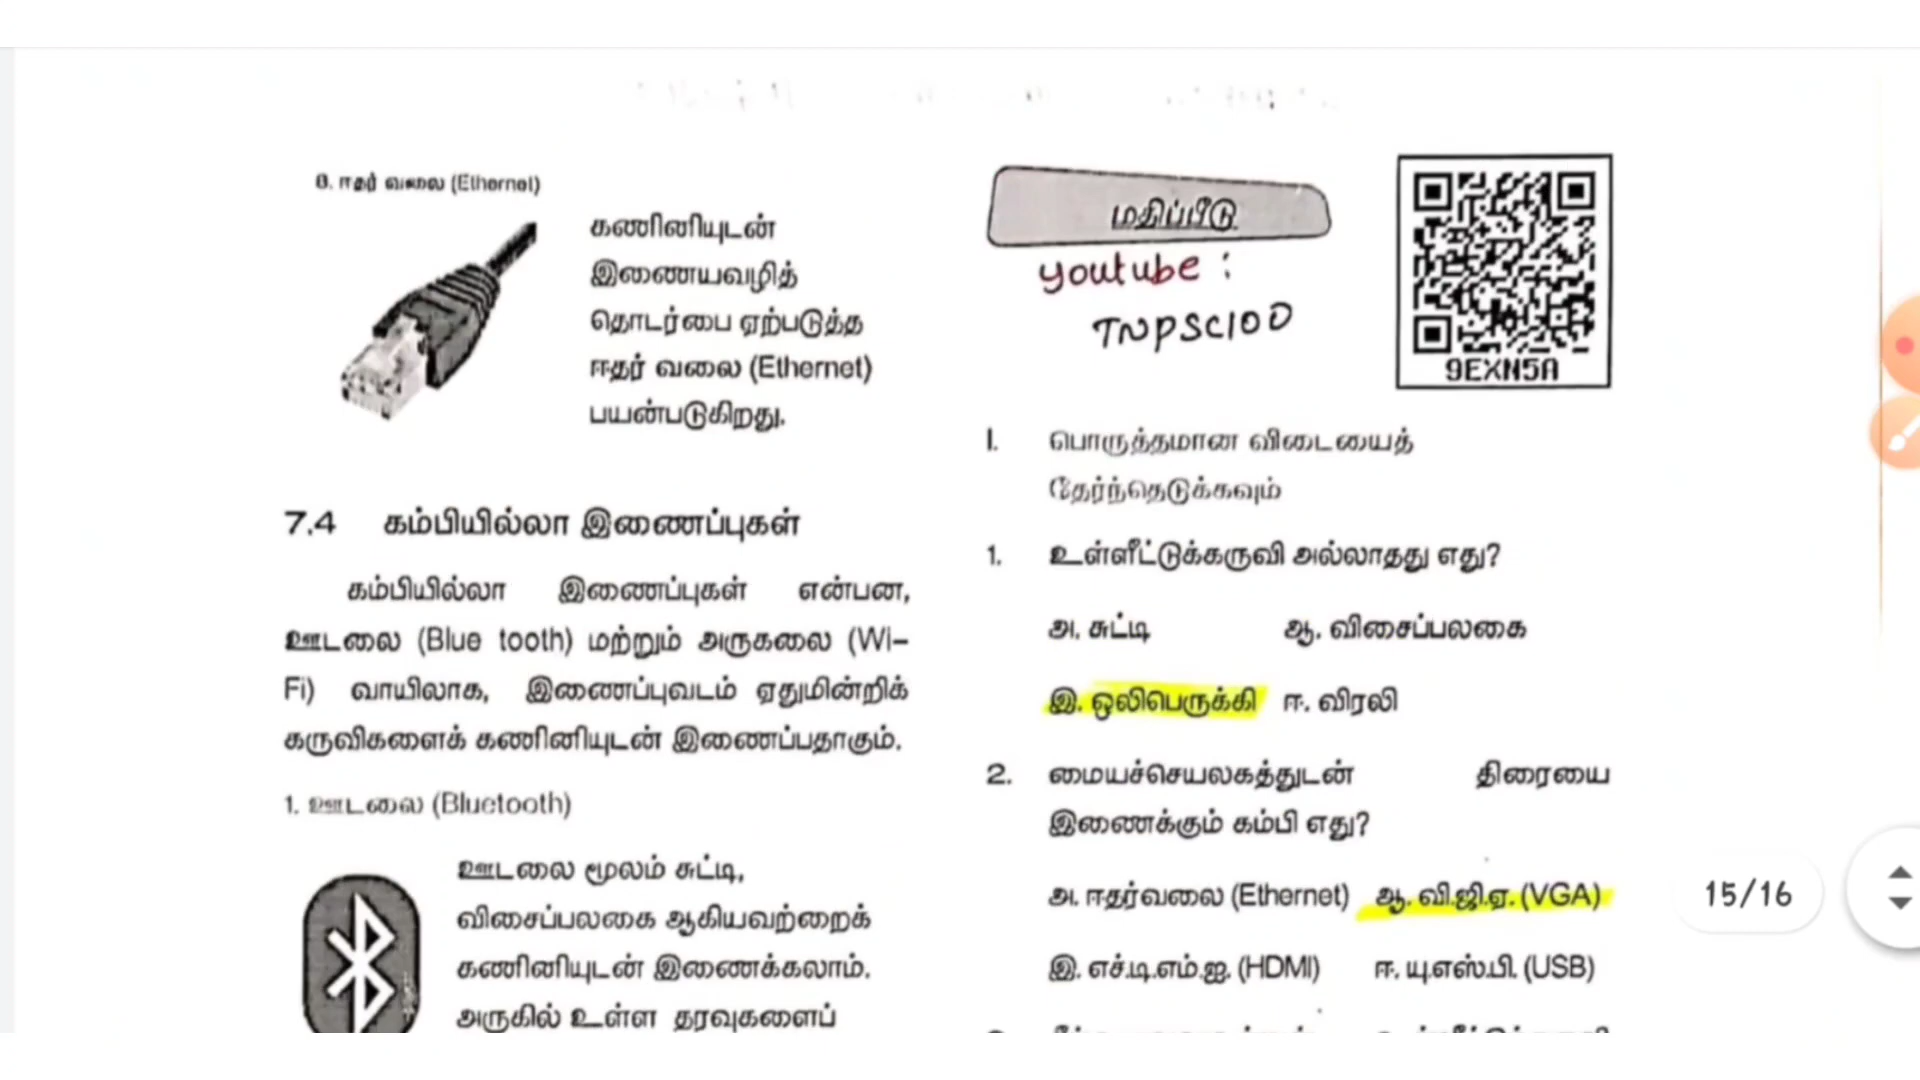 6. ஈதர் வலை (Ethernet)
கணினியுடன்
இணையவழித்
தொடர்பை ஏற்படுத்த
ஈதர் வலை (Ethernet)
பயன்படுகிறது.
7.4 கம்பியில்லா இணைப்புகள்
கம்பியில்லா இணைப்புகள் என்பன,
ஊடலை (Blue tooth) மற்றும் அருகலை (Wi–
Fi) வாயிலாக, இணைப்புவடம் ஏதுமின்றிக்
கருவிகளைக் கணினியுடன் இணைப்பதாகும்.
1. ஊடலை (Bluetooth)
ஊடலை மூலம் சுட்டி,
விசைப்பலகை ஆகியவற்றைக்
கணினியுடன் இணைக்கலாம்.
அருகில் உள்ள தரவுகளைப்
மதிப்பீடு
youtube :
TNPSC100
9EXN5A
I. பொருத்தமான விடையைத்
தேர்ந்தெடுக்கவும்
1. உள்ளீட்டுக்கருவி அல்லாதது எது?
அ. சுட்டி ஆ. விசைப்பலகை
இ. ஒலிபெருக்கி ஈ. விரலி
2. மையச்செயலகத்துடன் திரையை
இணைக்கும் கம்பி எது?
அ. ஈதர்வலை (Ethernet) ஆ. வி.ஜி.ஏ. (VGA)
இ. எச்.டி.எம்.ஐ. (HDMI) ஈ. யு.எஸ்.பி. (USB)
15/16